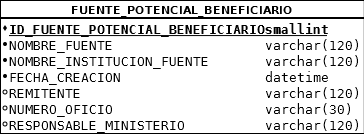 FUENTE_POTENCIAL_BENEFICIARIO
ID_FUENTE_POTENCIAL_BENEFICIARIO smallint
NOMBRE_FUENTE varchar(120)
NOMBRE_INSTITUCION_FUENTE varchar(120)
FECHA_CREACION datetime
REMITENTE varchar(120)
NUMERO_OFICIO varchar(30)
RESPONSABLE_MINISTERIO varchar(120)